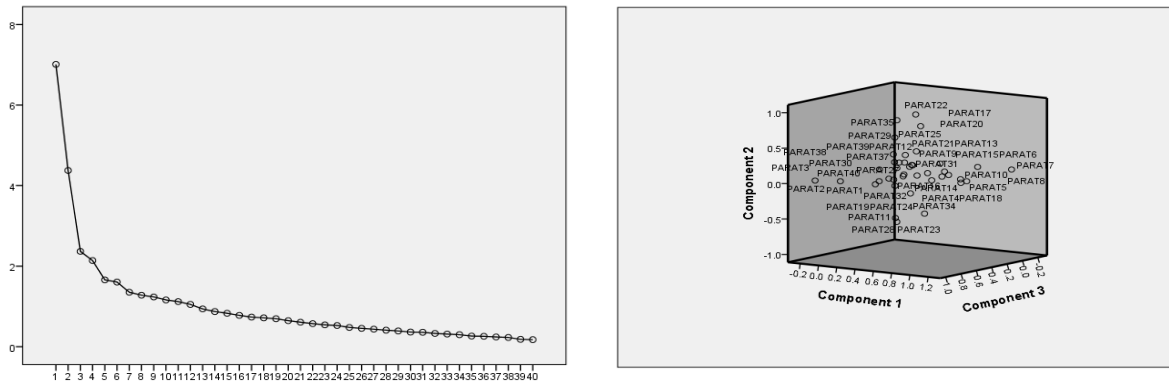 8
6
4
2
0
1 2 3 4 5 6 7 8 9 10 11 12 13 14 15 16 17 18 19 20 21 22 23 24 25 26 27 28 29 30 31 32 33 34 35 36 37 38 39 40
Component 2
1.0
0.5
0.0
-0.5
-1.0
PARAT22
PARAT17
PARAT35 PARAT20
PARAT29 PARAT25
PARAT21 PARAT13
PARAT39 PARAT12
PARAT38 PARAT37 PARAT9 PARAT15 PARAT6
PARAT3 PARAT30 PARAT31 PARAT7
PARAT40 PARAT10 PARAT8
PARAT2 PARAT1 PARAT14 PARAT5
PARAT32 PARAT4 PARAT18
PARAT19 PARAT24 PARAT34
PARAT11
PARAT28 PARAT23
-0.2 0.0 0.2 0.4 0.6 0.8 1.0 1.2
Component 1
1.0 0.8 0.6 0.4 0.2 0.0 -0.2
Component 3